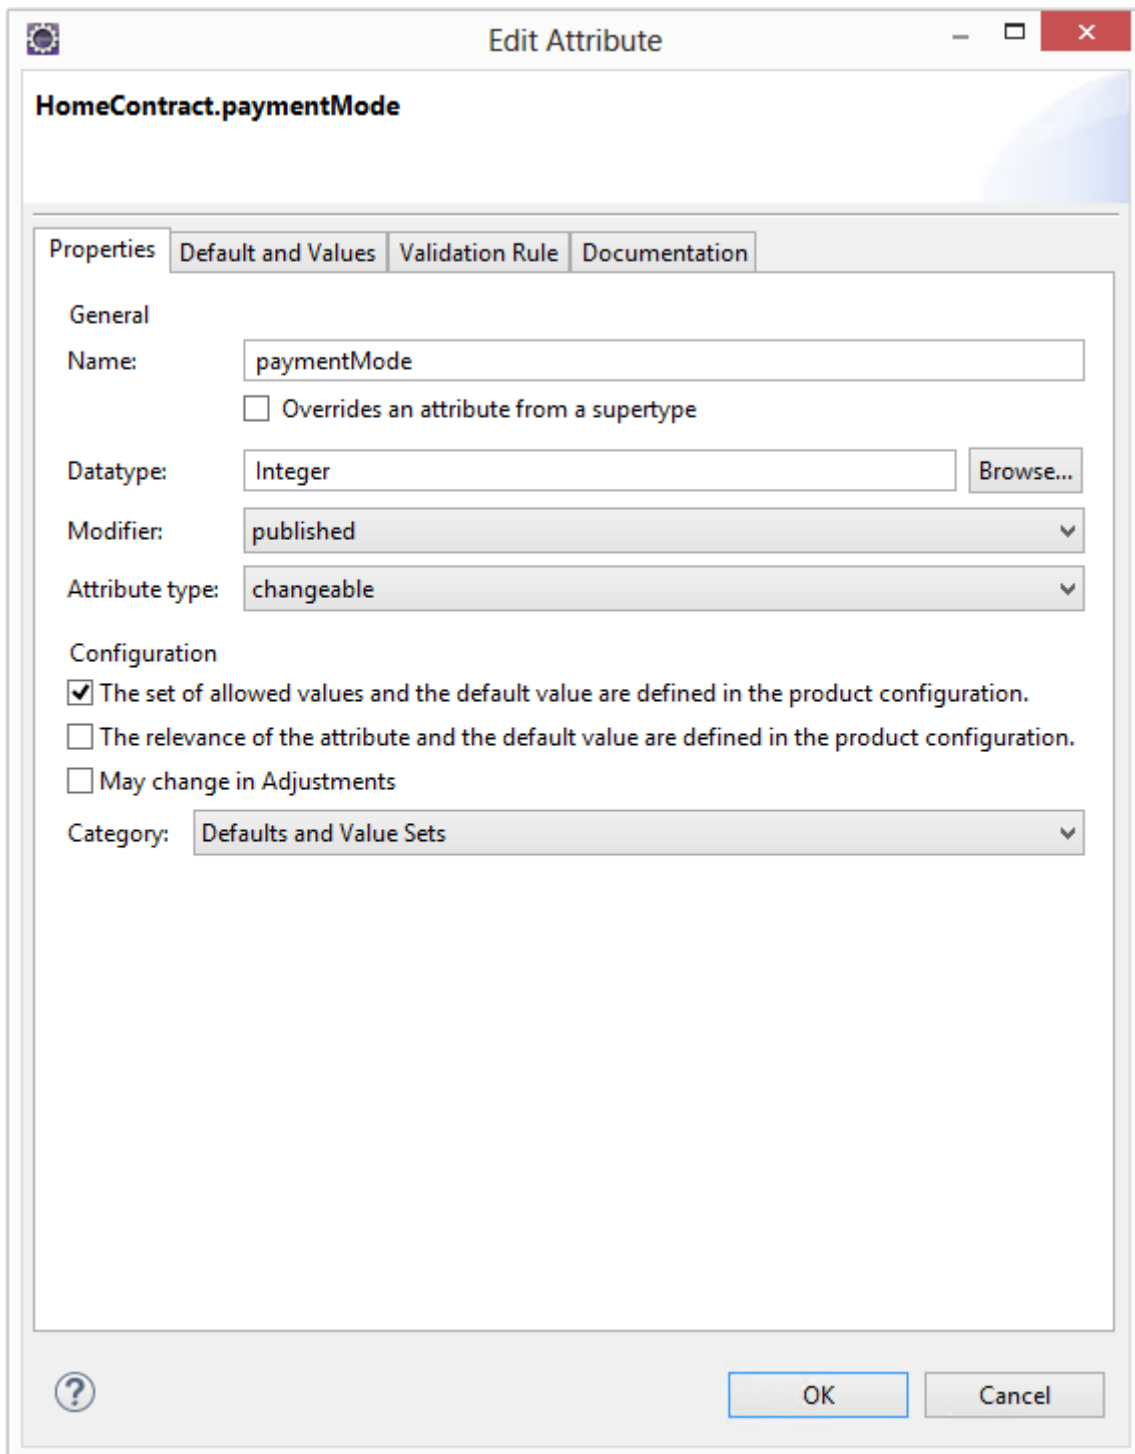 Edit Attribute
HomeContract.paymentMode
Properties Default and Values Validation Rule Documentation
General
Name: paymentMode
Overrides an attribute from a supertype
Datatype: Integer Browse...
Modifier: published
Attribute type: changeable
Configuration
The set of allowed values and the default value are defined in the product configuration.
The relevance of the attribute and the default value are defined in the product configuration.
May change in Adjustments
Category: Defaults and Value Sets
? OK Cancel